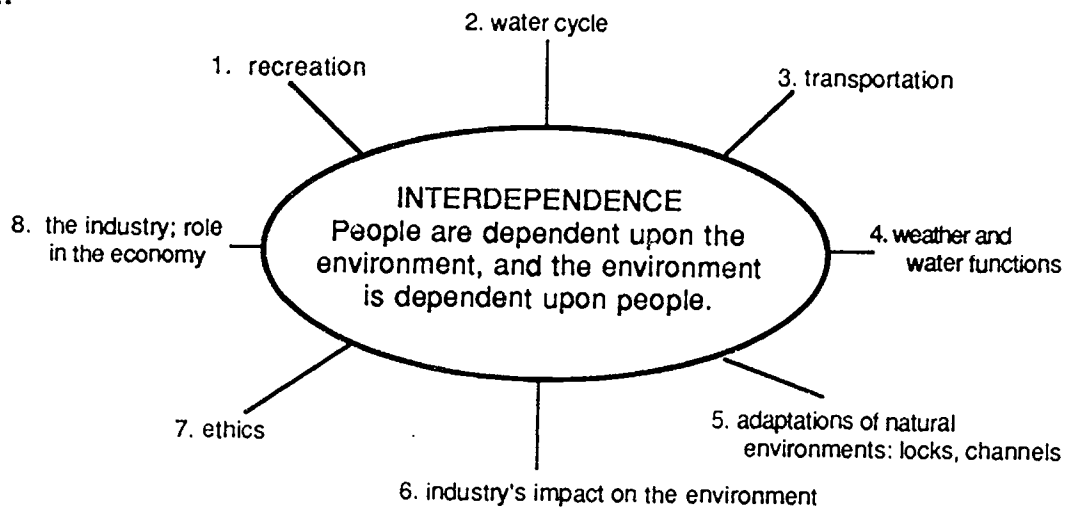 2. water cycle
1. recreation
3. transportation
INTERDEPENDENCE
People are dependent upon the
environment, and the environment
is dependent upon people.
8. the industry; role
in the economy
4. weather and
water functions
7. ethics
5. adaptations of natural
environments: locks, channels
6. industry's impact on the environment